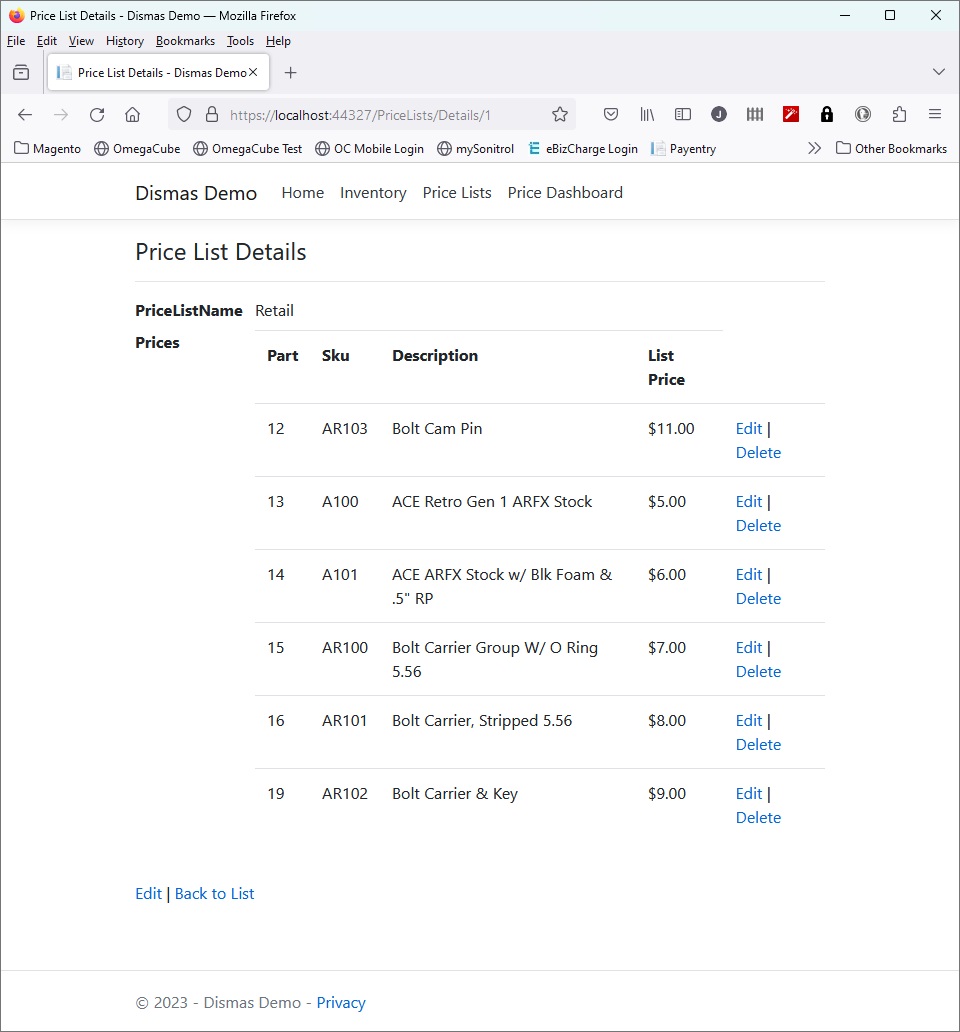 Price List Details - Dismas Demo — Mozilla Firefox
File Edit View History Bookmarks Tools Help
Price List Details - Dismas Demo
https://localhost:44327/PriceLists/Details/1
J
Magento OmegaCube OmegaCube Test OC Mobile Login mySonitrol eBizCharge Login Payentry Other Bookmarks
Dismas Demo Home Inventory Price Lists Price Dashboard
Price List Details
PriceListName Retail
Prices
Part Sku Description List
Price
12 AR103 Bolt Cam Pin $11.00 Edit |
Delete
13 A100 ACE Retro Gen 1 ARFX Stock $5.00 Edit |
Delete
14 A101 ACE ARFX Stock w/ Blk Foam & $6.00 Edit |
.5" RP Delete
15 AR100 Bolt Carrier Group W/ O Ring $7.00 Edit |
5.56 Delete
16 AR101 Bolt Carrier, Stripped 5.56 $8.00 Edit |
Delete
19 AR102 Bolt Carrier & Key $9.00 Edit |
Delete
Edit | Back to List
© 2023 - Dismas Demo - Privacy